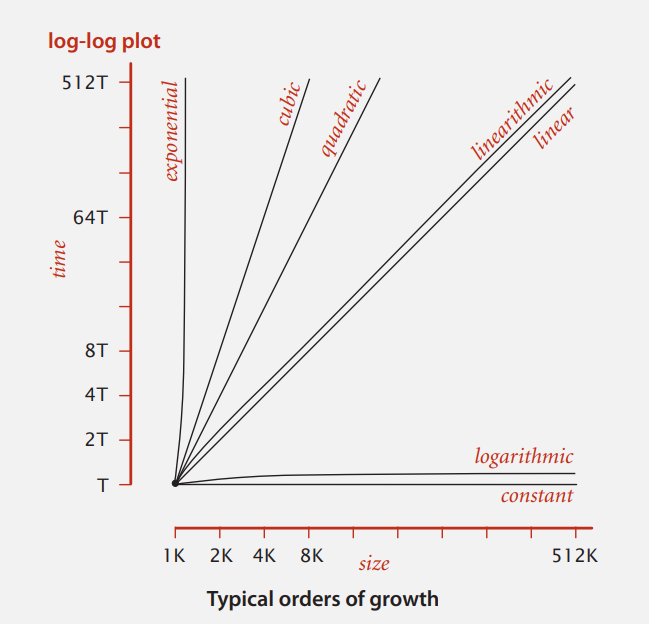 log-log plot
512T
64T
8T
4T
2T
T
time
exponential
cubic
quadratic
linearithmic
linear
logarithmic
constant
1K 2K 4K 8K 512K
size
Typical orders of growth